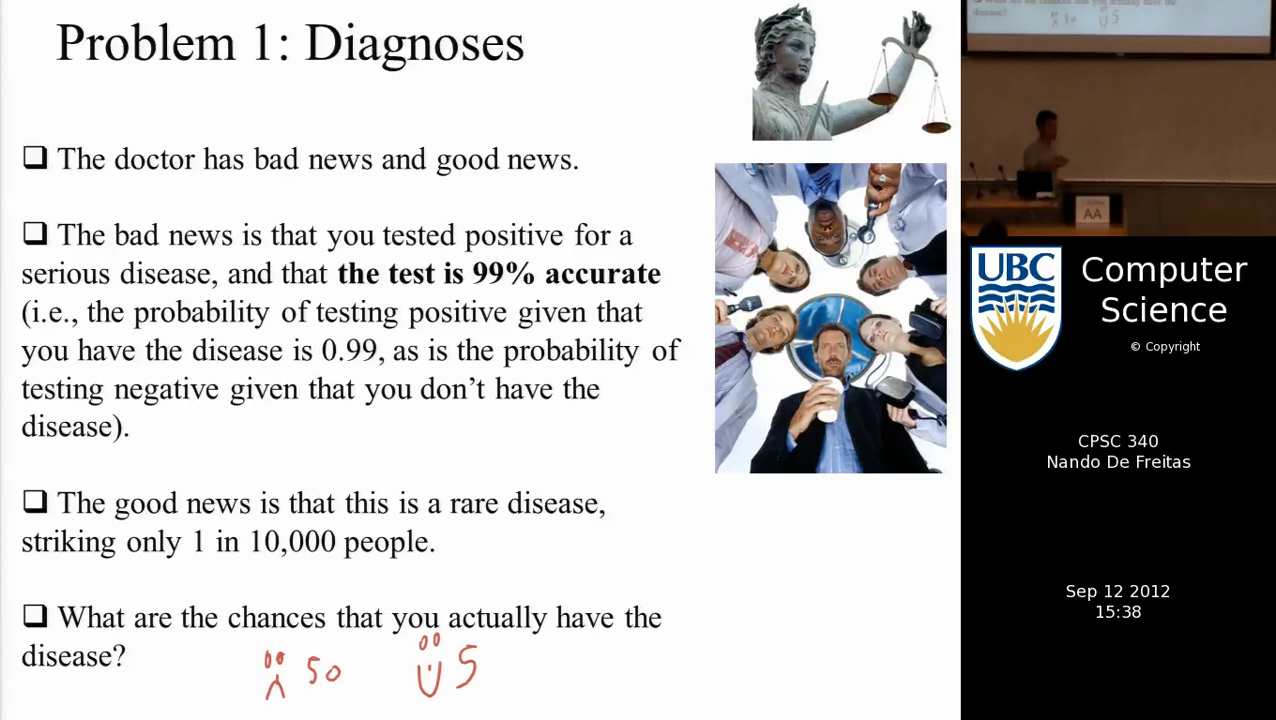 Problem 1: Diagnoses
❑ The doctor has bad news and good news.
❑ The bad news is that you tested positive for a
serious disease, and that the test is 99% accurate
(i.e., the probability of testing positive given that
you have the disease is 0.99, as is the probability of
testing negative given that you don’t have the
disease).
❑ The good news is that this is a rare disease,
striking only 1 in 10,000 people.
❑ What are the chances that you actually have the
disease?
50
5
disease?
50
5
AA
UBC
Computer
Science
© Copyright
CPSC 340
Nando De Freitas
Sep 12 2012
15:38